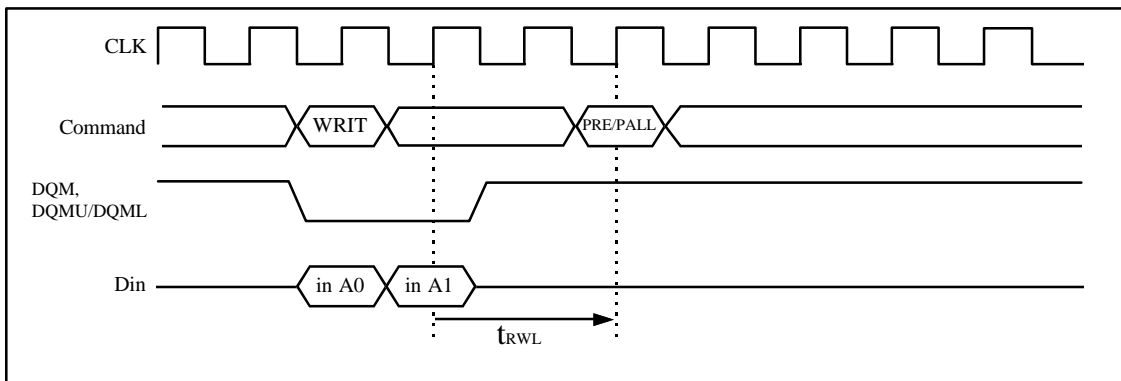 CLK
Command
WRIT
PRE/PALL
DQM,
DQMU/DQML
Din
in A0
in A1
tRWL